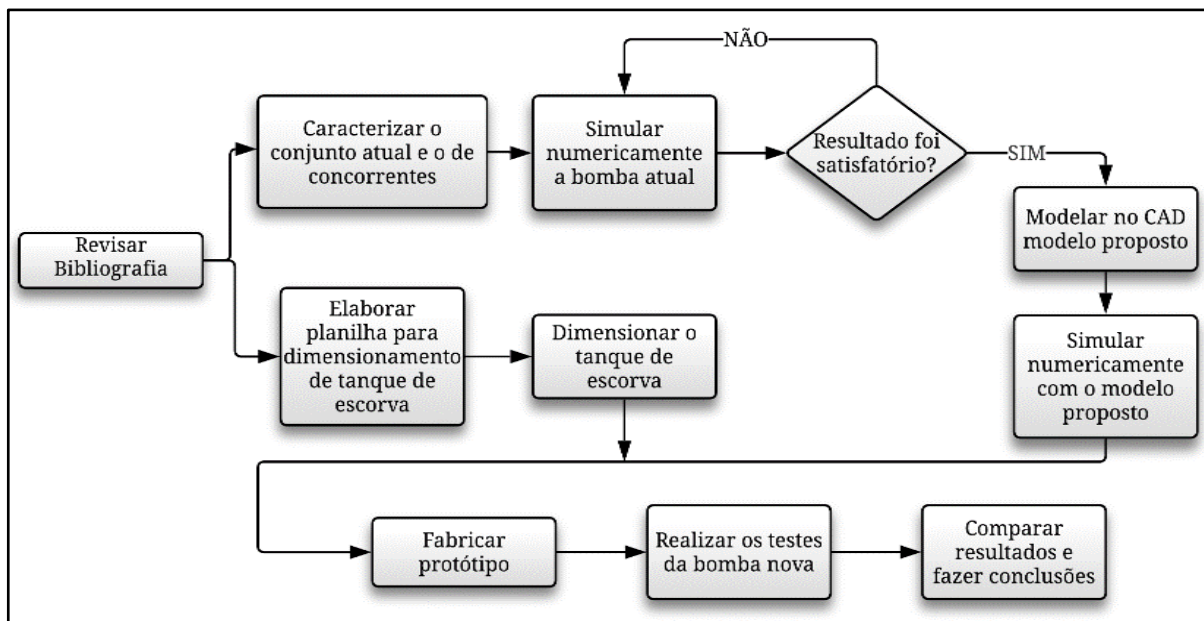 NÃO
Caracterizar o
conjunto atual e o de
concorrentes
Simular
numericamente
a bomba atual
Resultado foi
satisfatório?
SIM
Modelar no CAD
modelo proposto
Revisar
Bibliografia
Elaborar
planilha para
dimensionamento
de tanque de
escorva
Dimensionar o
tanque de
escorva
Simular
numericamente
com o modelo
proposto
Fabricar
protótipo
Realizar os testes
da bomba nova
Comparar
resultados e
fazer conclusões